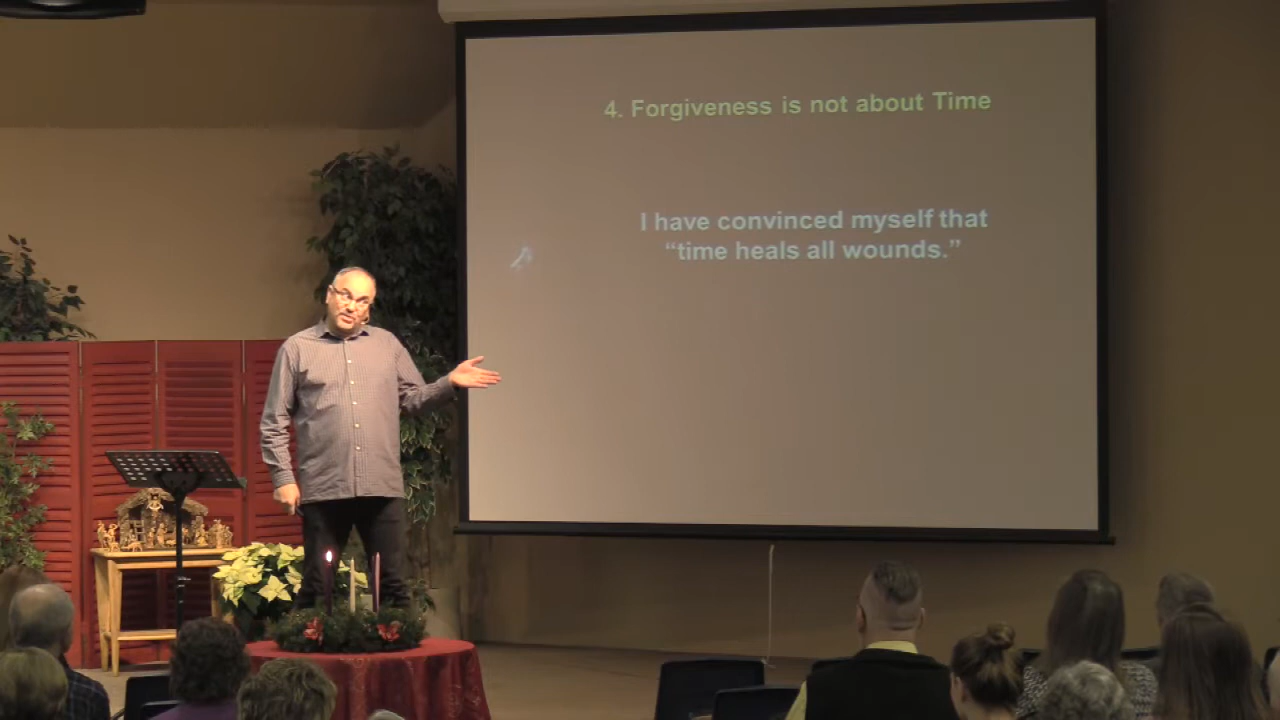 4. Forgiveness is not about Time
I have convinced myself that
“time heals all wounds.”